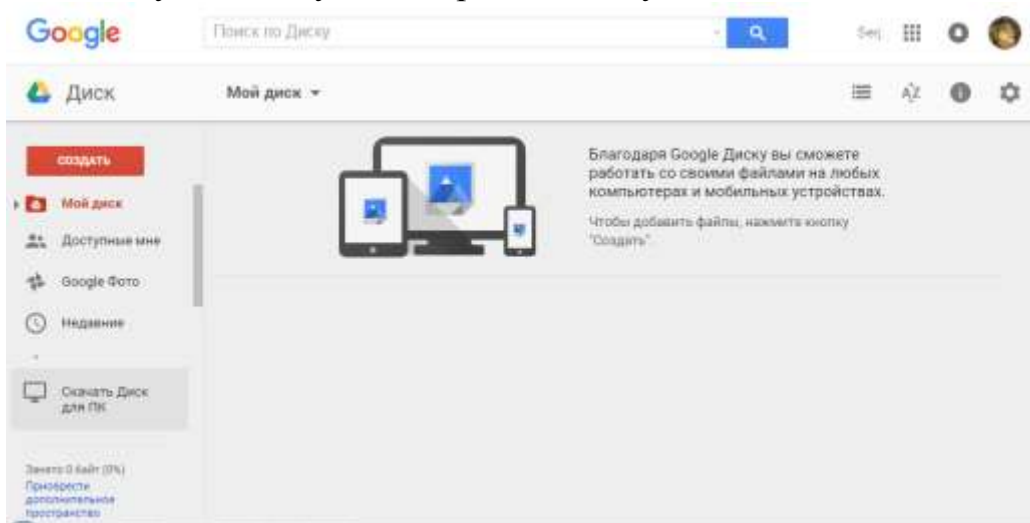 Google
Поиск по Диску
Диск
Мой диск
СОЗДАТЬ
Мой диск
Доступные мне
Google Фото
Недавние
Скачать Диск
для ПК
Занято 0 байт (0%)
Приобрести
дополнительное
пространство
Благодаря Google Диску вы сможете
работать со своими файлами на любых
компьютерах и мобильных устройствах.
Чтобы добавить файлы, нажмите кнопку
"Создать".